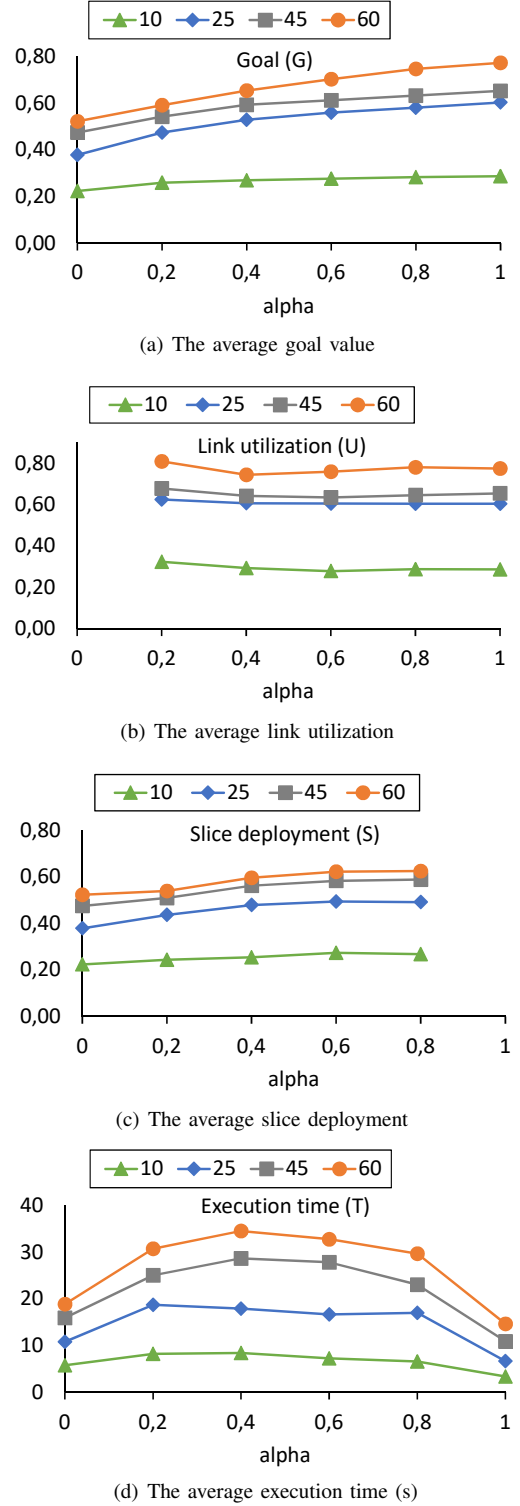 10 25 45 60
Goal (G)
0,80
0,60
0,40
0,20
0,00
0 0,2 0,4 0,6 0,8 1
alpha
(a) The average goal value
10 25 45 60
Link utilization (U)
0,80
0,60
0,40
0,20
0,00
0 0,2 0,4 0,6 0,8 1
alpha
(b) The average link utilization
10 25 45 60
Slice deployment (S)
0,80
0,60
0,40
0,20
0,00
0 0,2 0,4 0,6 0,8 1
alpha
(c) The average slice deployment
10 25 45 60
Execution time (T)
40
30
20
10
0
0 0,2 0,4 0,6 0,8 1
alpha
(d) The average execution time (s)